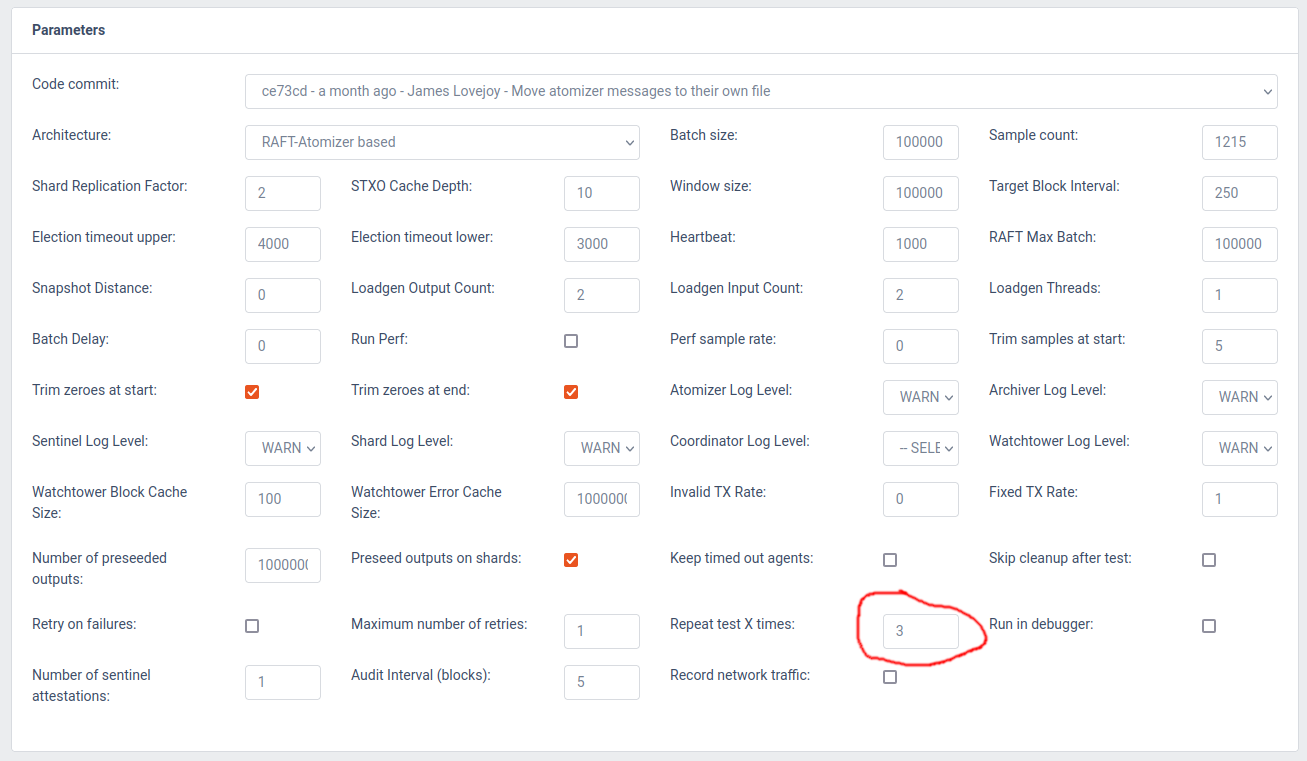 Parameters
Code commit: ce73cd - a month ago - James Lovejoy - Move atomizer messages to their own file
Architecture: RAFT-Atomizer based Batch size: 100000 Sample count: 1215
Shard Replication Factor: 2 STXO Cache Depth: 10 Window size: 100000 Target Block Interval: 250
Election timeout upper: 4000 Election timeout lower: 3000 Heartbeat: 1000 RAFT Max Batch: 100000
Snapshot Distance: 0 Loadgen Output Count: 2 Loadgen Input Count: 2 Loadgen Threads: 1
Batch Delay: 0 Run Perf: Perf sample rate: 0 Trim samples at start: 5
Trim zeroes at start: Trim zeroes at end: Atomizer Log Level: WARN Archiver Log Level: WARN
Sentinel Log Level: WARN Shard Log Level: WARN Coordinator Log Level: -- SELE Watchtower Log Level: WARN
Watchtower Block Cache Size: 100 Watchtower Error Cache Size: 1000000 Invalid TX Rate: 0 Fixed TX Rate: 1
Number of preseeded outputs: 1000000 Preseed outputs on shards: Keep timed out agents: Skip cleanup after test:
Retry on failures: Maximum number of retries: 1 Repeat test X times: 3 Run in debugger:
Number of sentinel attestations: 1 Audit Interval (blocks): 5 Record network traffic: